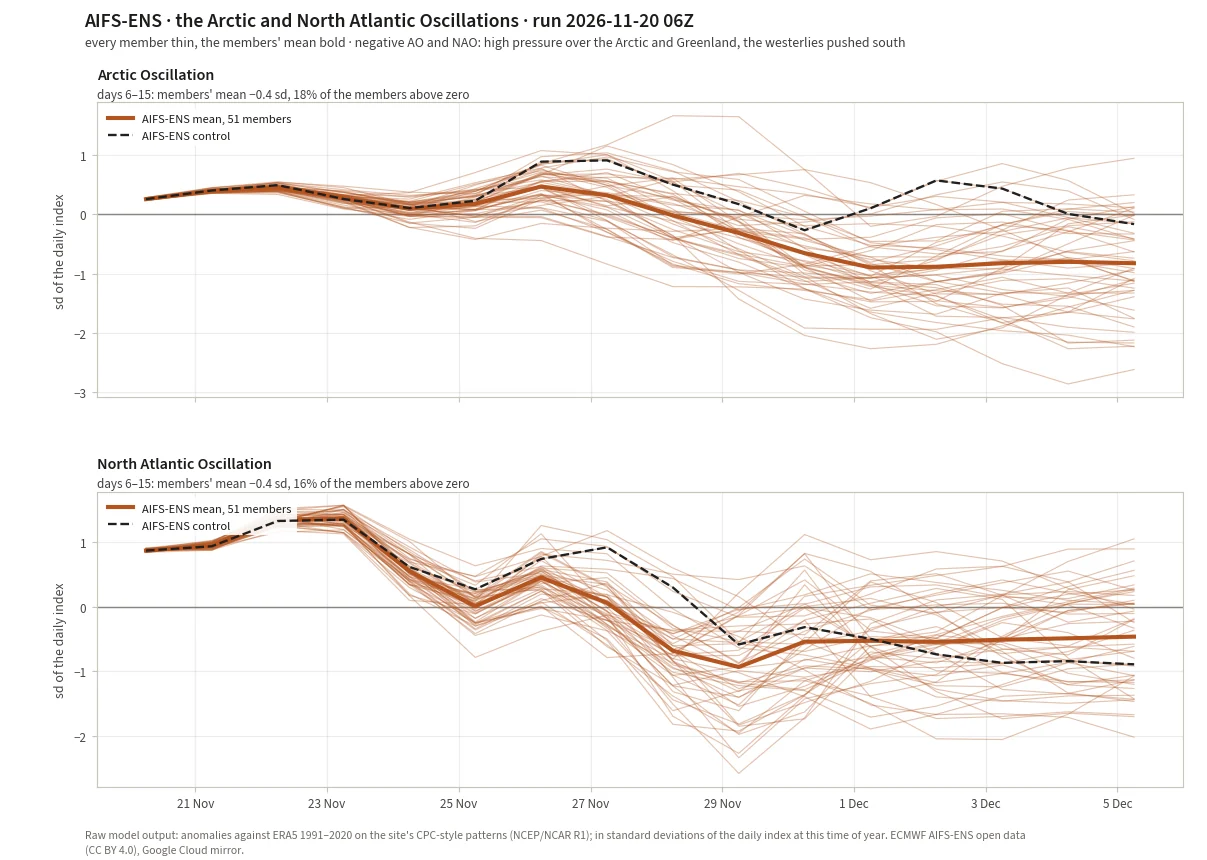 AIFS-ENS · the Arctic and North Atlantic Oscillations · run 2026-11-20 06Z
every member thin, the members' mean bold · negative AO and NAO: high pressure over the Arctic and Greenland, the westerlies pushed south
Arctic Oscillation
days 6–15: members' mean −0.4 sd, 18% of the members above zero
AIFS-ENS mean, 51 members
AIFS-ENS control
sd of the daily index
1
0
−1
−2
−3
North Atlantic Oscillation
days 6–15: members' mean −0.4 sd, 16% of the members above zero
AIFS-ENS mean, 51 members
AIFS-ENS control
sd of the daily index
1
0
−1
−2
21 Nov 23 Nov 25 Nov 27 Nov 29 Nov 1 Dec 3 Dec 5 Dec
Raw model output: anomalies against ERA5 1991–2020 on the site's CPC-style patterns (NCEP/NCAR R1); in standard deviations of the daily index at this time of year. ECMWF AIFS-ENS open data
(CC BY 4.0), Google Cloud mirror.